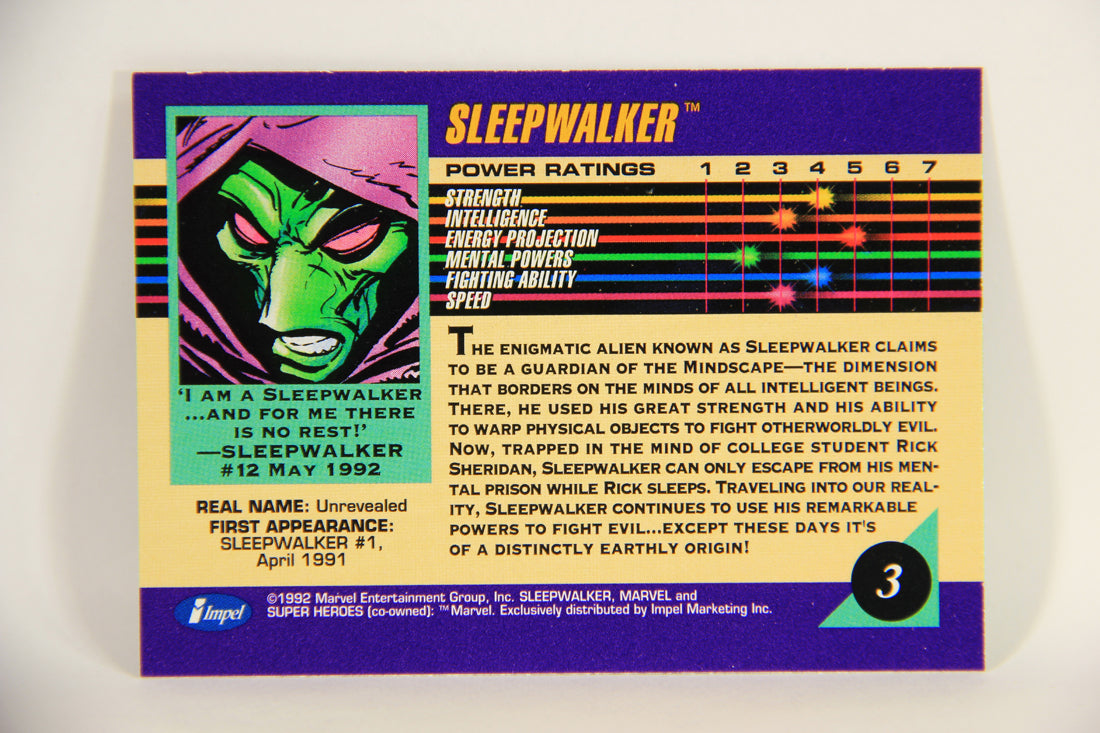 SLEEPWALKER™
POWER RATINGS 1 2 3 4 5 6 7
STRENGTH
INTELLIGENCE
ENERGY PROJECTION
MENTAL POWERS
FIGHTING ABILITY
SPEED
'I AM A SLEEPWALKER
...AND FOR ME THERE
IS NO REST!'
—SLEEPWALKER
#12 MAY 1992
REAL NAME: Unrevealed
FIRST APPEARANCE:
SLEEPWALKER #1,
April 1991
THE ENIGMATIC ALIEN KNOWN AS SLEEPWALKER CLAIMS
TO BE A GUARDIAN OF THE MINDSCAPE—THE DIMENSION
THAT BORDERS ON THE MINDS OF ALL INTELLIGENT BEINGS.
THERE, HE USED HIS GREAT STRENGTH AND HIS ABILITY
TO WARP PHYSICAL OBJECTS TO FIGHT OTHERWORLDLY EVIL.
NOW, TRAPPED IN THE MIND OF COLLEGE STUDENT RICK
SHERIDAN, SLEEPWALKER CAN ONLY ESCAPE FROM HIS MEN-
TAL PRISON WHILE RICK SLEEPS. TRAVELING INTO OUR REAL-
ITY, SLEEPWALKER CONTINUES TO USE HIS REMARKABLE
POWERS TO FIGHT EVIL...EXCEPT THESE DAYS IT'S
OF A DISTINCTLY EARTHLY ORIGIN!
3
Impel
©1992 Marvel Entertainment Group, Inc. SLEEPWALKER, MARVEL and
SUPER HEROES (co-owned): ™Marvel. Exclusively distributed by Impel Marketing Inc.